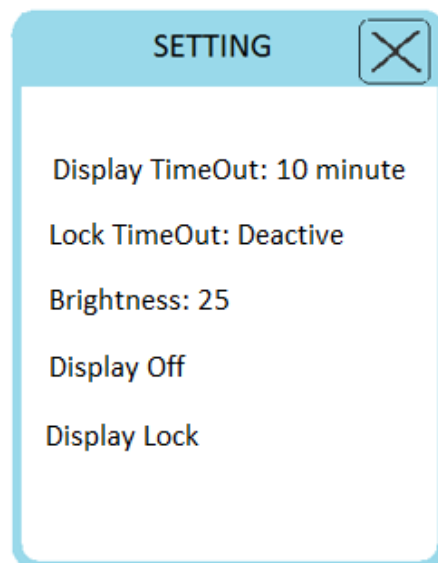 SETTING
Display TimeOut: 10 minute
Lock TimeOut: Deactive
Brightness: 25
Display Off
Display Lock